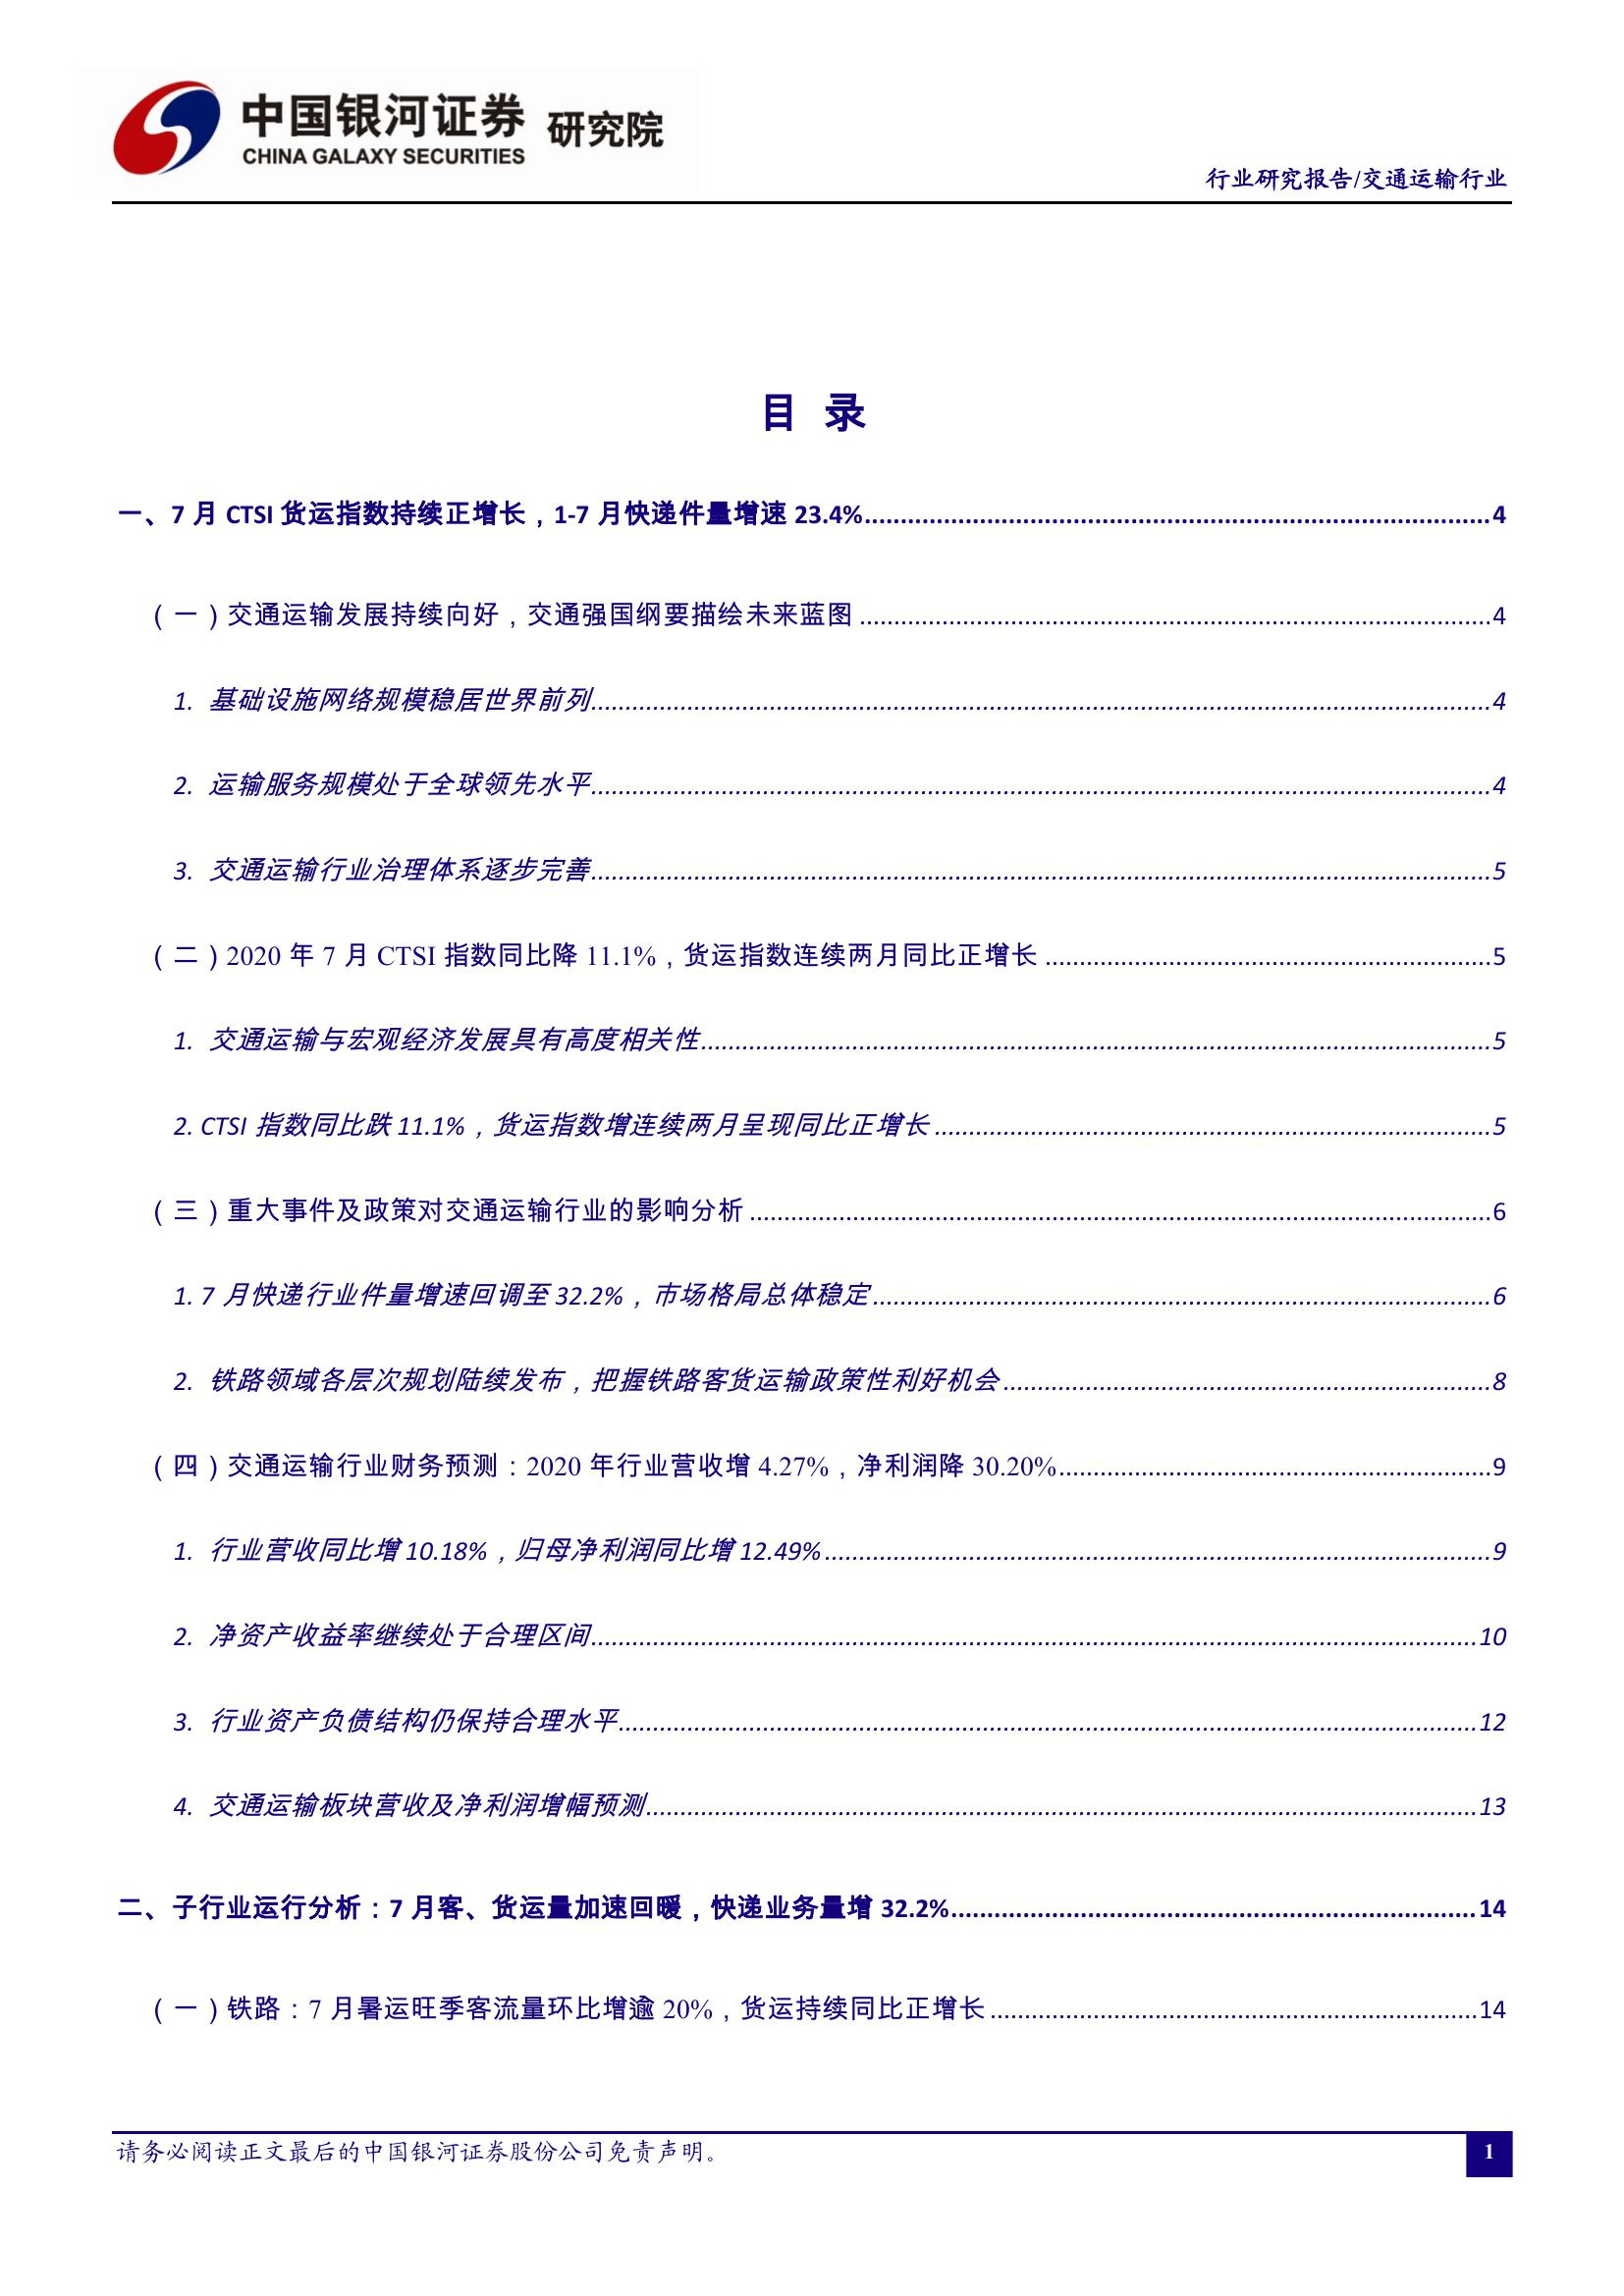 中国银河证券 研究院
CHINA GALAXY SECURITIES
行业研究报告/交通运输行业
目 录
一、7 月 CTSI 货运指数持续正增长，1-7 月快递件量增速 23.4%........4
（一）交通运输发展持续向好，交通强国纲要描绘未来蓝图........4
1. 基础设施网络规模稳居世界前列........4
2. 运输服务规模处于全球领先水平........4
3. 交通运输行业治理体系逐步完善........5
（二）2020 年 7 月 CTSI 指数同比降 11.1%，货运指数连续两月同比正增长........5
1. 交通运输与宏观经济发展具有高度相关性........5
2. CTSI 指数同比跌 11.1%，货运指数增连续两月呈现同比正增长........5
（三）重大事件及政策对交通运输行业的影响分析........6
1. 7 月快递行业件量增速回调至 32.2%，市场格局总体稳定........6
2. 铁路领域各层次规划陆续发布，把握铁路客货运输政策性利好机会........8
（四）交通运输行业财务预测：2020 年行业营收增 4.27%，净利润降 30.20%........9
1. 行业营收同比增 10.18%，归母净利润同比增 12.49%........9
2. 净资产收益率继续处于合理区间........10
3. 行业资产负债结构仍保持合理水平........12
4. 交通运输板块营收及净利润增幅预测........13
二、子行业运行分析：7 月客、货运量加速回暖，快递业务量增 32.2%........14
（一）铁路：7 月暑运旺季客流量环比增逾 20%，货运持续同比正增长........14
请务必阅读正文最后的中国银河证券股份公司免责声明。
1